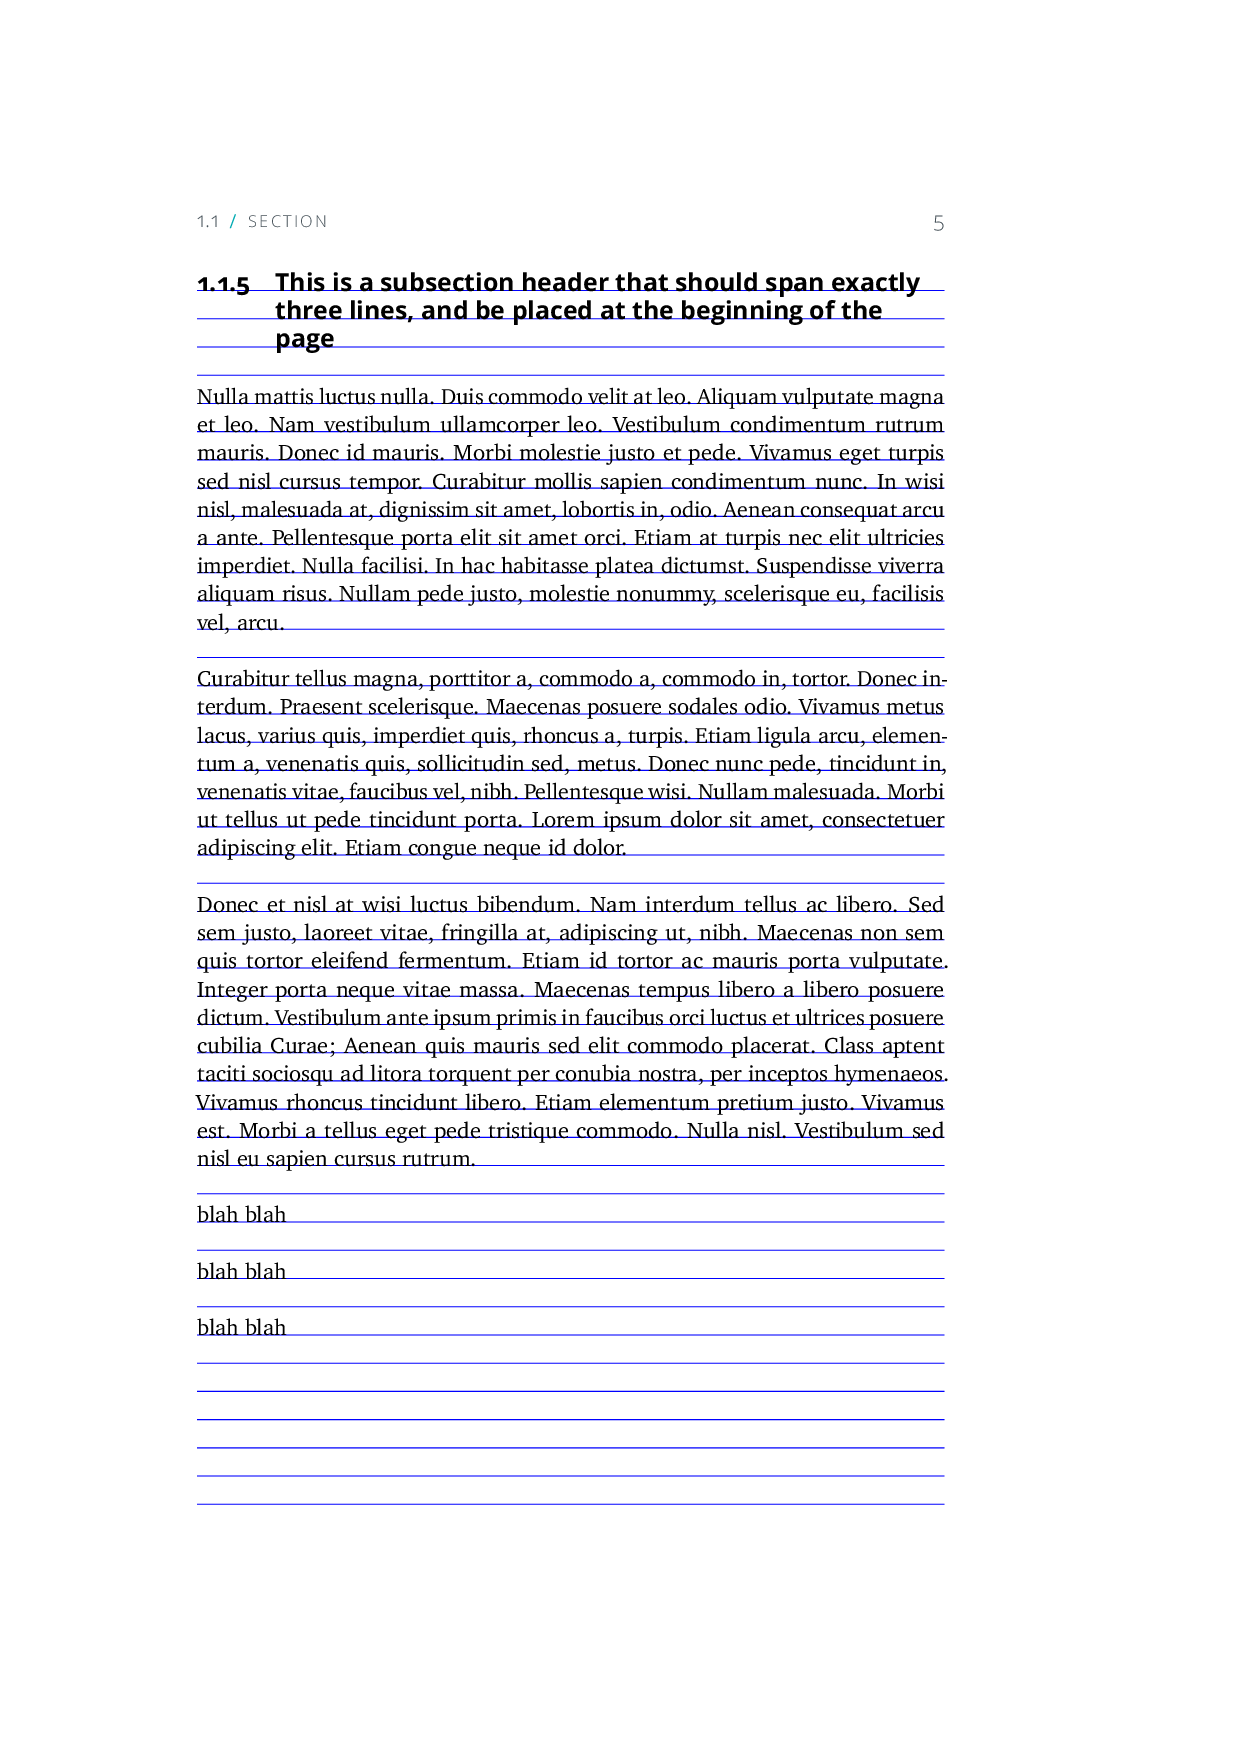 1.1 / SECTION 5
1.1.5 This is a subsection header that should span exactly
three lines, and be placed at the beginning of the
page
Nulla mattis luctus nulla. Duis commodo velit at leo. Aliquam vulputate magna
et leo. Nam vestibulum ullamcorper leo. Vestibulum condimentum rutrum
mauris. Donec id mauris. Morbi molestie justo et pede. Vivamus eget turpis
sed nisl cursus tempor. Curabitur mollis sapien condimentum nunc. In wisi
nisl, malesuada at, dignissim sit amet, lobortis in, odio. Aenean consequat arcu
a ante. Pellentesque porta elit sit amet orci. Etiam at turpis nec elit ultricies
imperdiet. Nulla facilisi. In hac habitasse platea dictumst. Suspendisse viverra
aliquam risus. Nullam pede justo, molestie nonummy, scelerisque eu, facilisis
vel, arcu.
Curabitur tellus magna, porttitor a, commodo a, commodo in, tortor. Donec in-
terdum. Praesent scelerisque. Maecenas posuere sodales odio. Vivamus metus
lacus, varius quis, imperdiet quis, rhoncus a, turpis. Etiam ligula arcu, elemen-
tum a, venenatis quis, sollicitudin sed, metus. Donec nunc pede, tincidunt in,
venenatis vitae, faucibus vel, nibh. Pellentesque wisi. Nullam malesuada. Morbi
ut tellus ut pede tincidunt porta. Lorem ipsum dolor sit amet, consectetuer
adipiscing elit. Etiam congue neque id dolor.
Donec et nisl at wisi luctus bibendum. Nam interdum tellus ac libero. Sed
sem justo, laoreet vitae, fringilla at, adipiscing ut, nibh. Maecenas non sem
quis tortor eleifend fermentum. Etiam id tortor ac mauris porta vulputate.
Integer porta neque vitae massa. Maecenas tempus libero a libero posuere
dictum. Vestibulum ante ipsum primis in faucibus orci luctus et ultrices posuere
cubilia Curae; Aenean quis mauris sed elit commodo placerat. Class aptent
taciti sociosqu ad litora torquent per conubia nostra, per inceptos hymenaeos.
Vivamus rhoncus tincidunt libero. Etiam elementum pretium justo. Vivamus
est. Morbi a tellus eget pede tristique commodo. Nulla nisl. Vestibulum sed
nisl eu sapien cursus rutrum.
blah blah
blah blah
blah blah